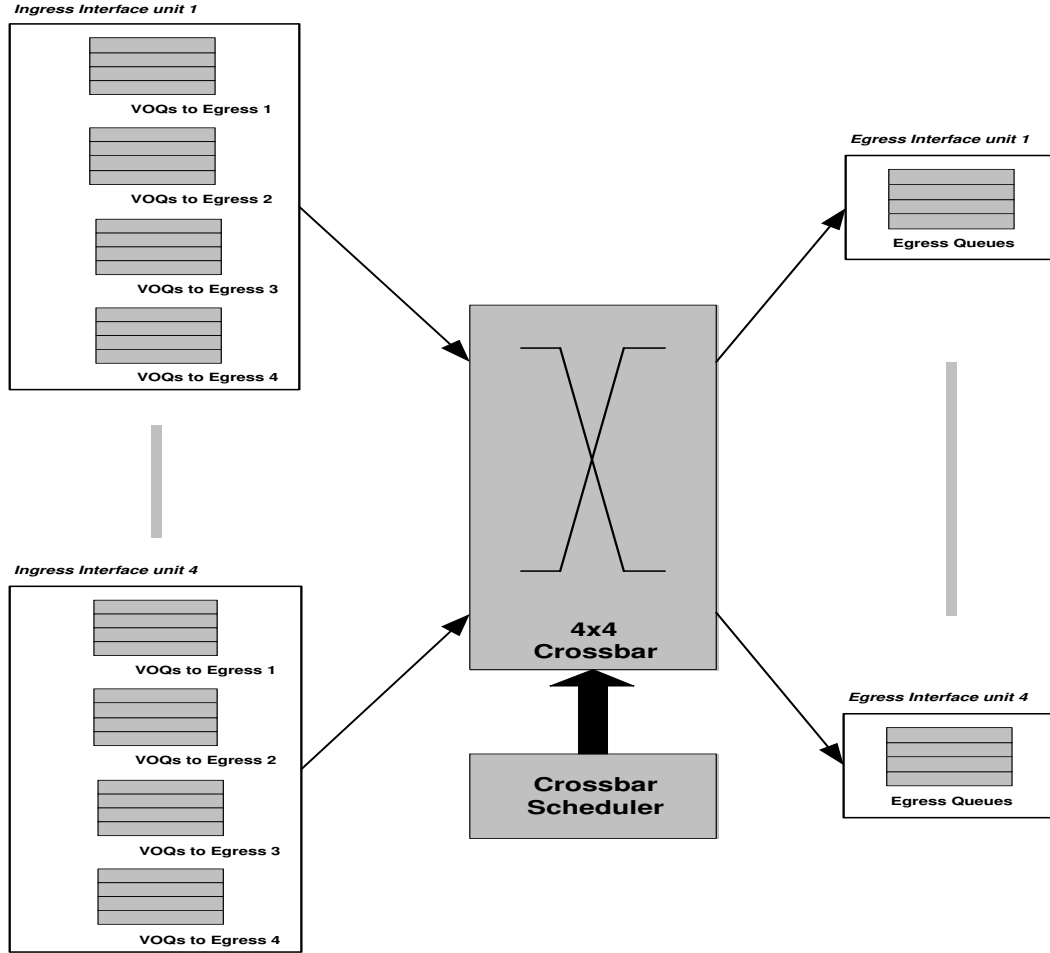 Ingress Interface unit 1
VOQs to Egress 1
VOQs to Egress 2
VOQs to Egress 3
VOQs to Egress 4
Ingress Interface unit 4
VOQs to Egress 1
VOQs to Egress 2
VOQs to Egress 3
VOQs to Egress 4
4x4
Crossbar
Crossbar
Scheduler
Egress Interface unit 1
Egress Queues
Egress Interface unit 4
Egress Queues